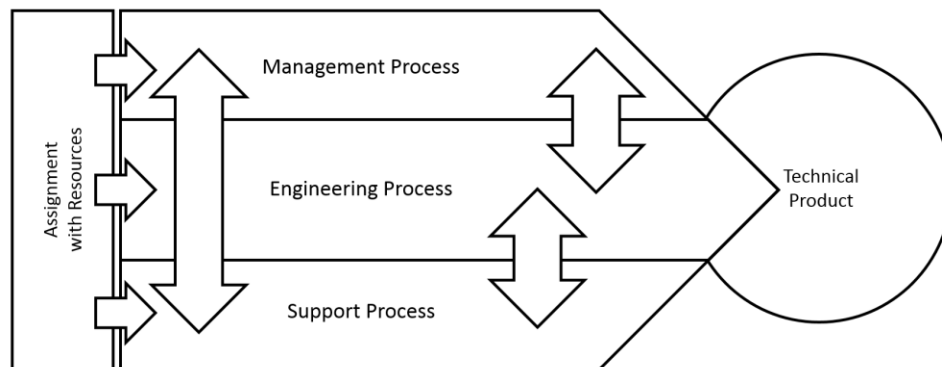 Assignment
with Resources
Management Process
Engineering Process
Support Process
Technical
Product